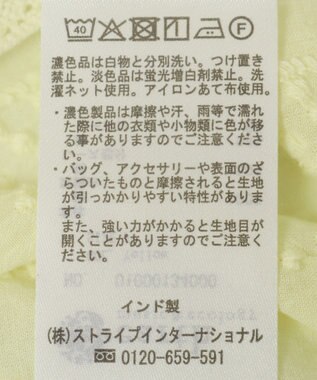 40 F
濃色品は白物と分別洗い。つけ置き
禁止。淡色品は蛍光増白剤禁止。洗
濯ネット使用。アイロンあて布使用。
・濃色製品は摩擦や汗、雨等で濡れ
た際に他の衣類や小物類に色が移
る事がありますのでご注意くださ
い。
・バッグ、アクセサリーや表面のざ
らついたものと摩擦されると生地
が引っかかりやすい特性がありま
す。
また、強い力がかかると生地目が
開くことがありますのでご注意く
ださい。
インド製
(株)ストライプインターナショナル
0120-659-591